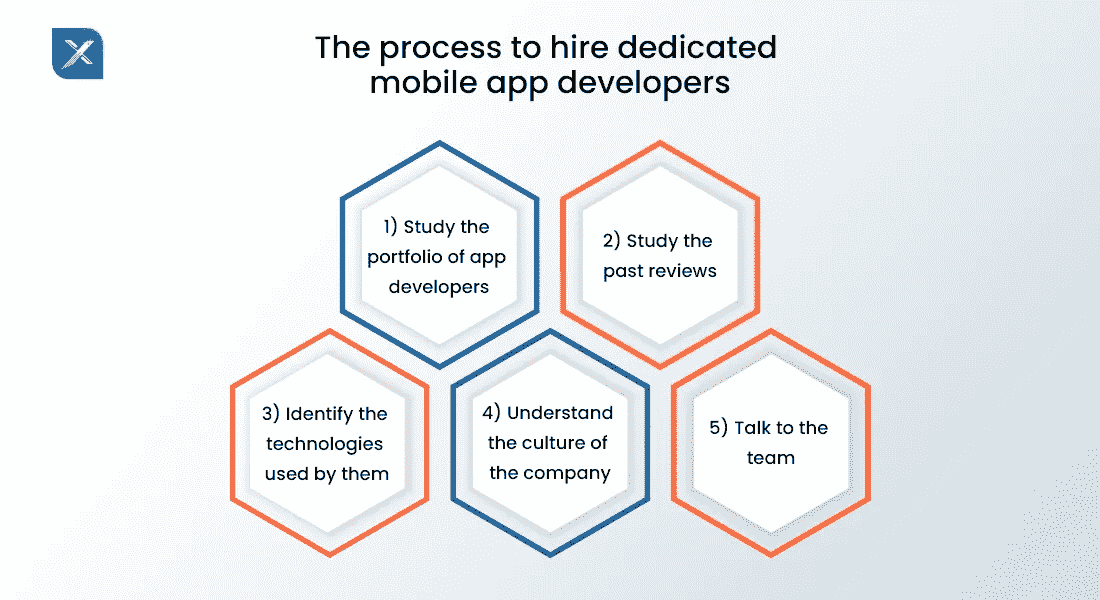 The process to hire dedicated
mobile app developers
1) Study the
portfolio of app
developers
2) Study the
past reviews
3) Identify the
technologies
used by them
4) Understand
the culture of
the company
5) Talk to the
team